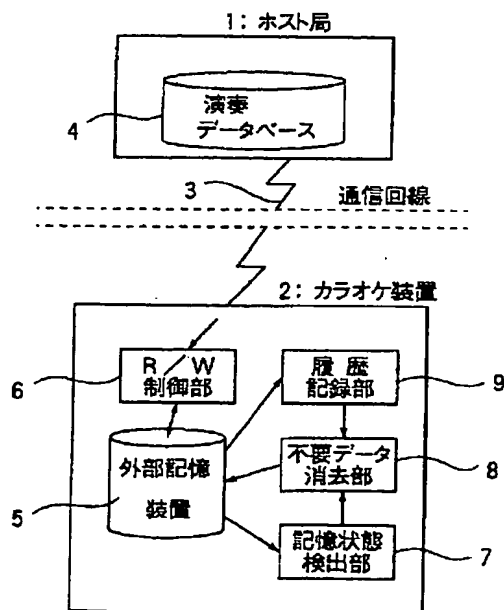 1: ホスト局
演奏
データベース
4
3
通信回線
2: カラオケ装置
R/W
制御部
6
履歴
記録部
9
外部記憶
装置
5
不要データ
消去部
8
記憶状態
検出部
7